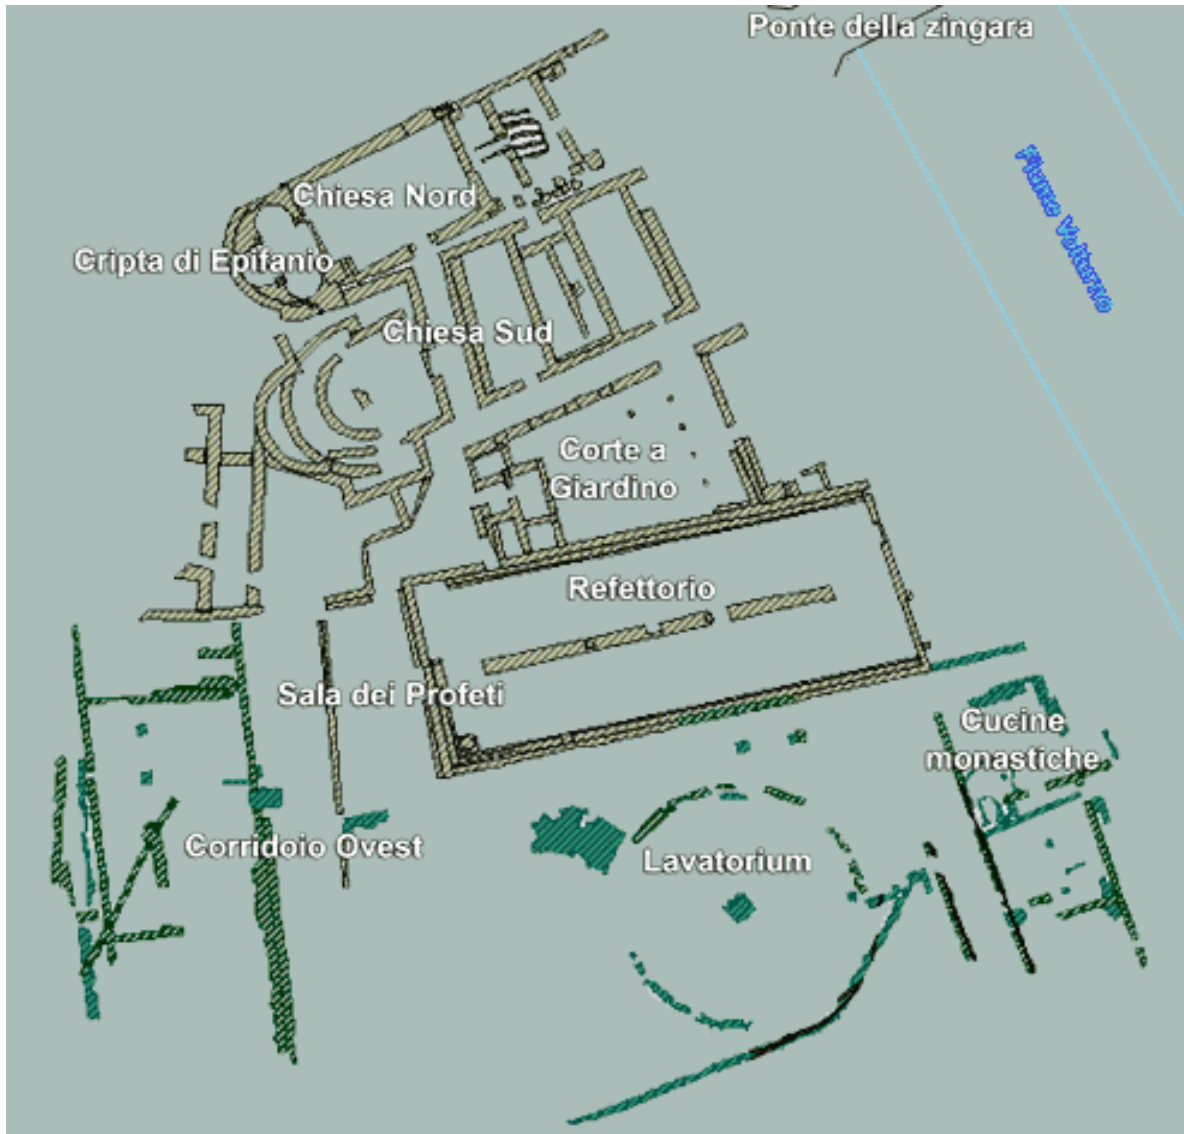 Ponte della zingara
Fiume Volturno
Chiesa Nord
Cripta di Epifanio
Chiesa Sud
Corte a
Giardino
Refettorio
Sala dei Profeti
Cucine
monastiche
Corridoio Ovest
Lavatorium